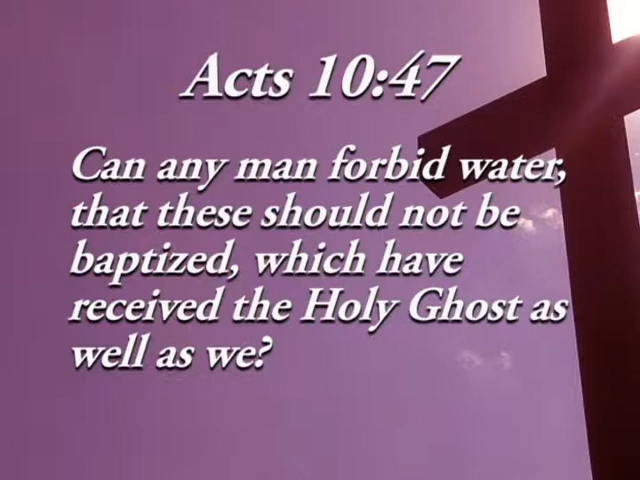 Acts 10:47
Can any man forbid water,
that these should not be
baptized, which have
received the Holy Ghost as
well as we?